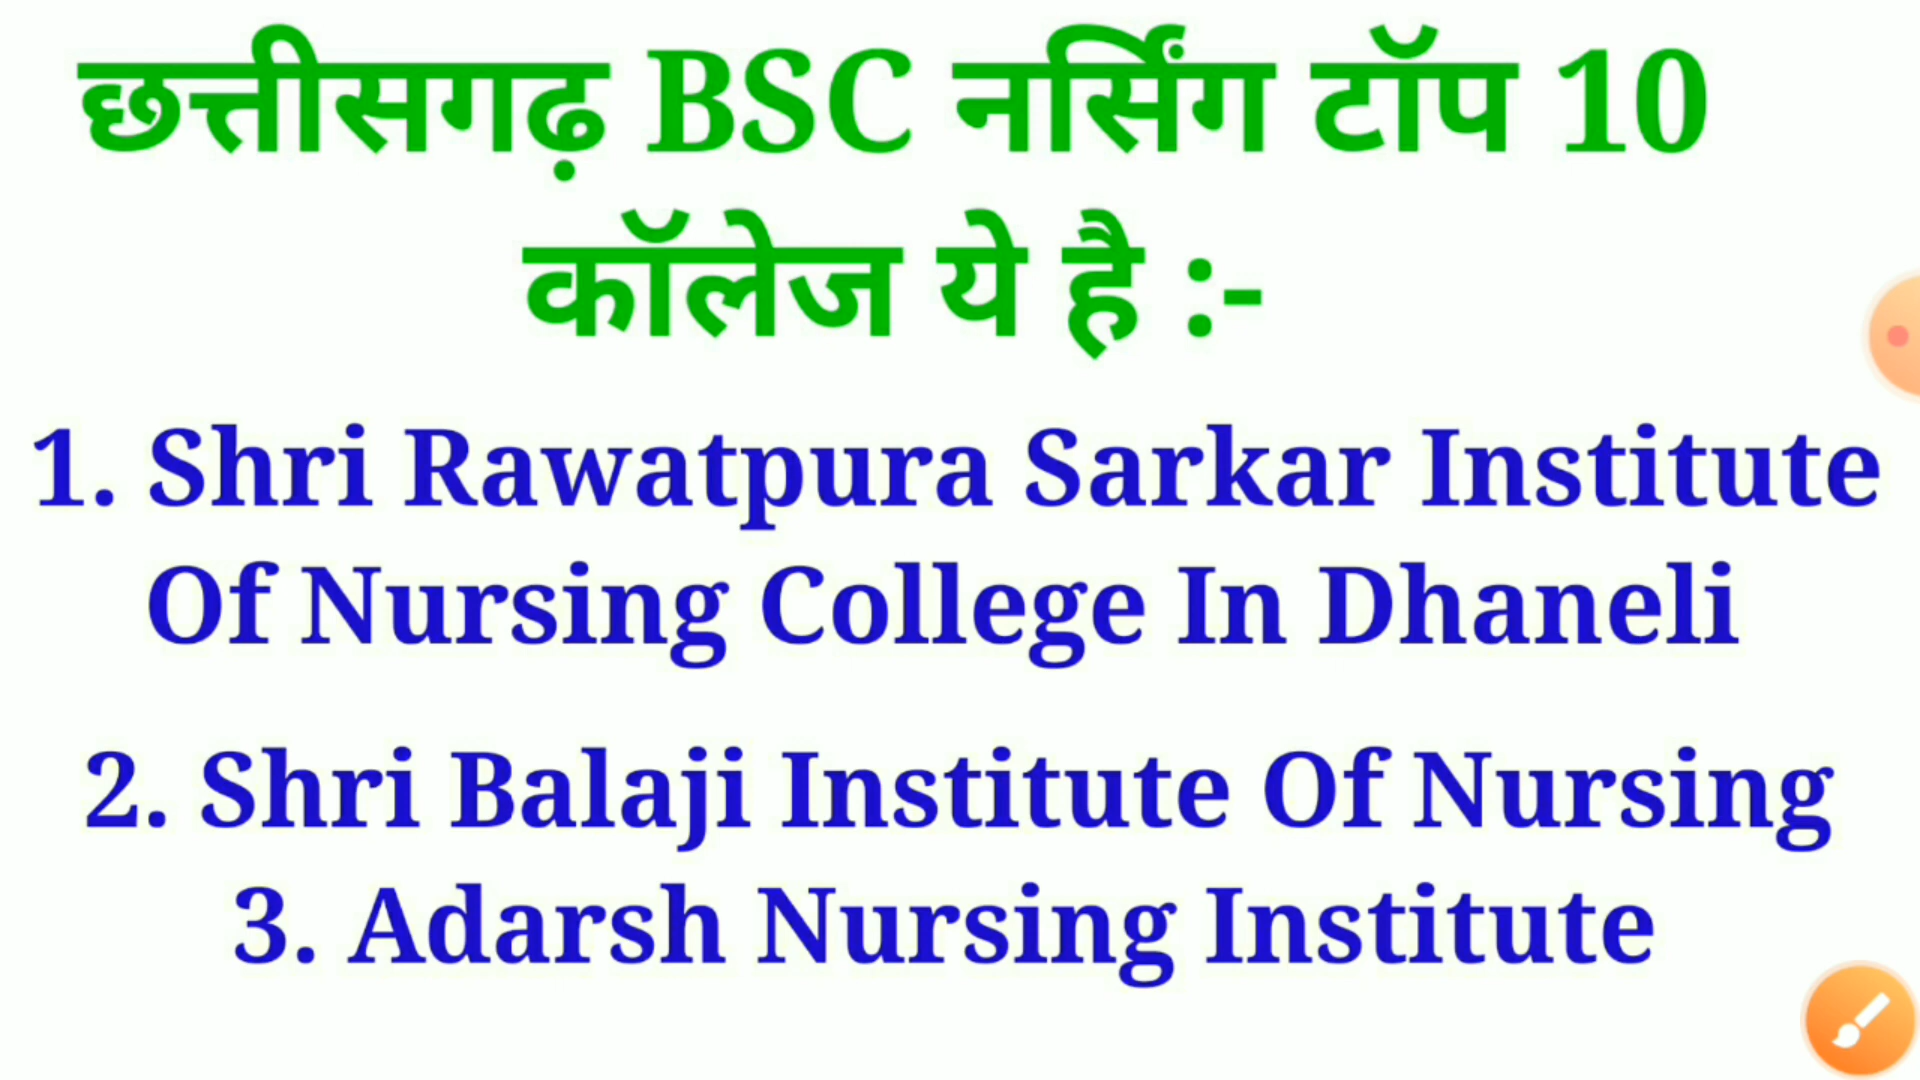 छत्तीसगढ़ BSC नर्सिंग टॉप 10
कॉलेज ये है :-
1. Shri Rawatpura Sarkar Institute
Of Nursing College In Dhaneli
2. Shri Balaji Institute Of Nursing
3. Adarsh Nursing Institute